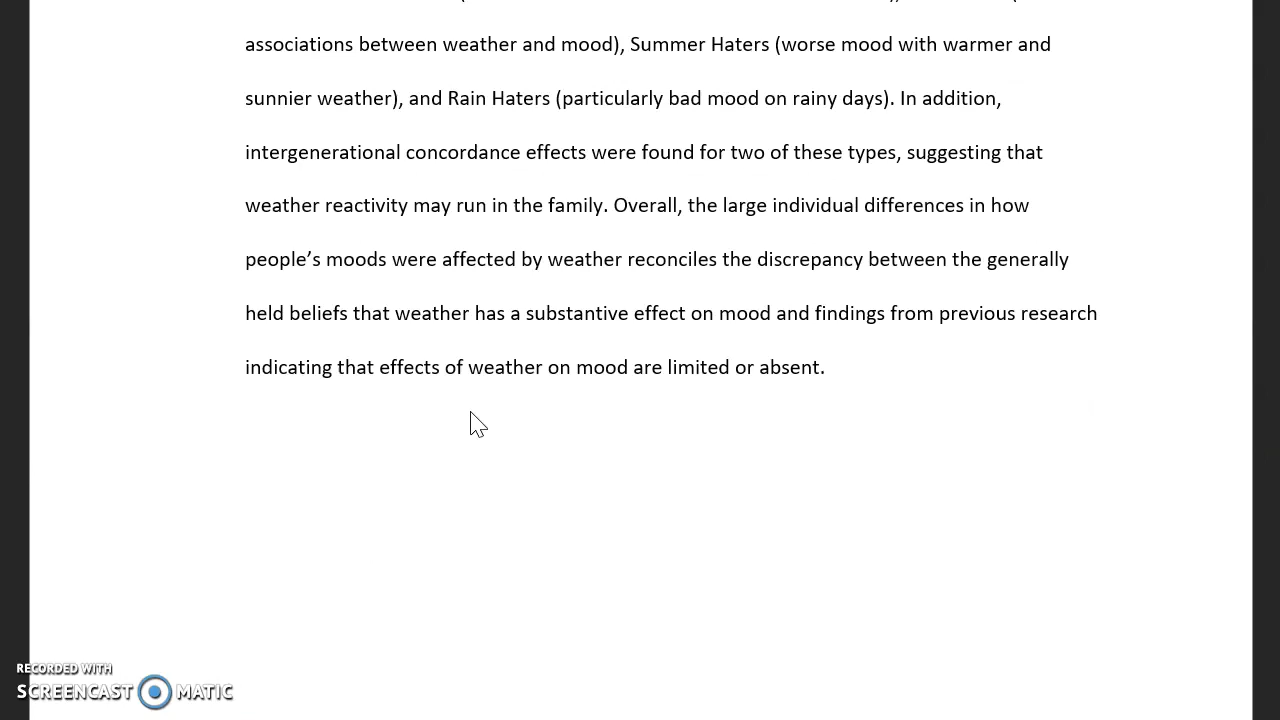 associations between weather and mood), Summer Haters (worse mood with warmer and
sunnier weather), and Rain Haters (particularly bad mood on rainy days). In addition,
intergenerational concordance effects were found for two of these types, suggesting that
weather reactivity may run in the family. Overall, the large individual differences in how
people’s moods were affected by weather reconciles the discrepancy between the generally
held beliefs that weather has a substantive effect on mood and findings from previous research
indicating that effects of weather on mood are limited or absent.
RECORDED WITH
SCREENCAST MATIC